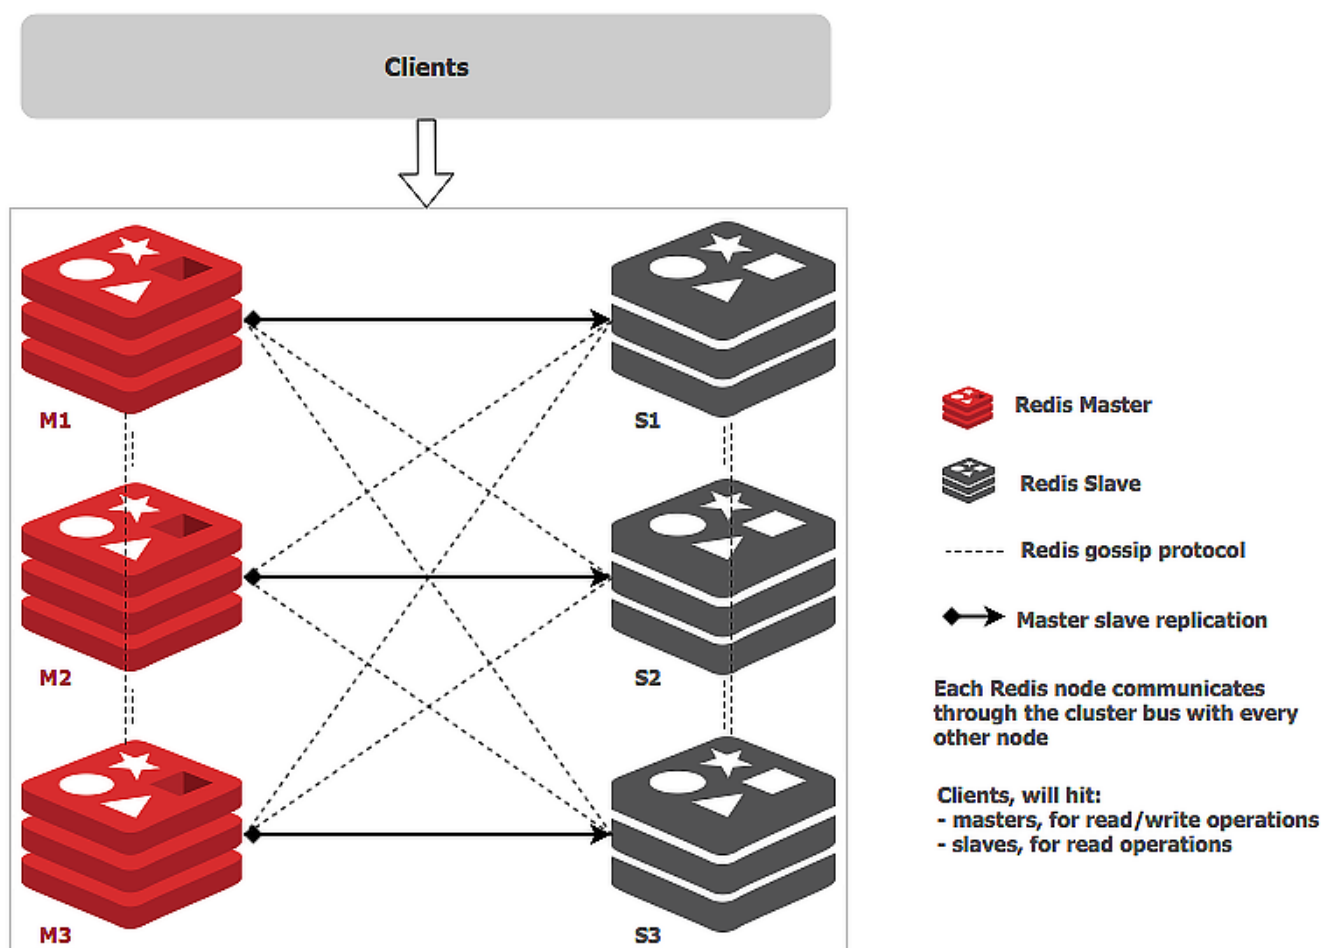 Clients
M1
S1
M2
S2
M3
S3
Redis Master
Redis Slave
Redis gossip protocol
Master slave replication
Each Redis node communicates
through the cluster bus with every
other node
Clients, will hit:
- masters, for read/write operations
- slaves, for read operations